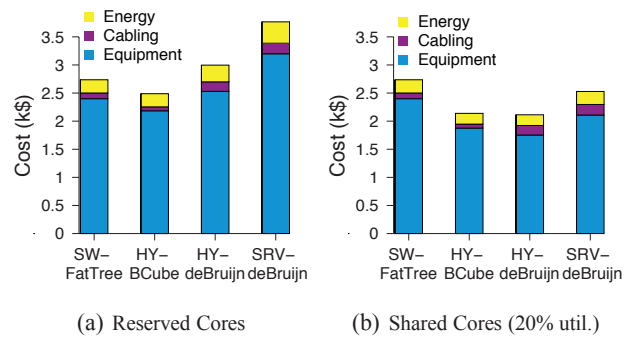 Energy
Cabling
Equipment
Cost (k$)
3.5
3
2.5
2
1.5
1
0.5
0
SW–
FatTree
HY–
BCube
HY–
deBruijn
SRV–
deBruijn
(a) Reserved Cores
Energy
Cabling
Equipment
Cost (k$)
3.5
3
2.5
2
1.5
1
0.5
0
SW–
FatTree
HY–
BCube
HY–
deBruijn
SRV–
deBruijn
(b) Shared Cores (20% util.)